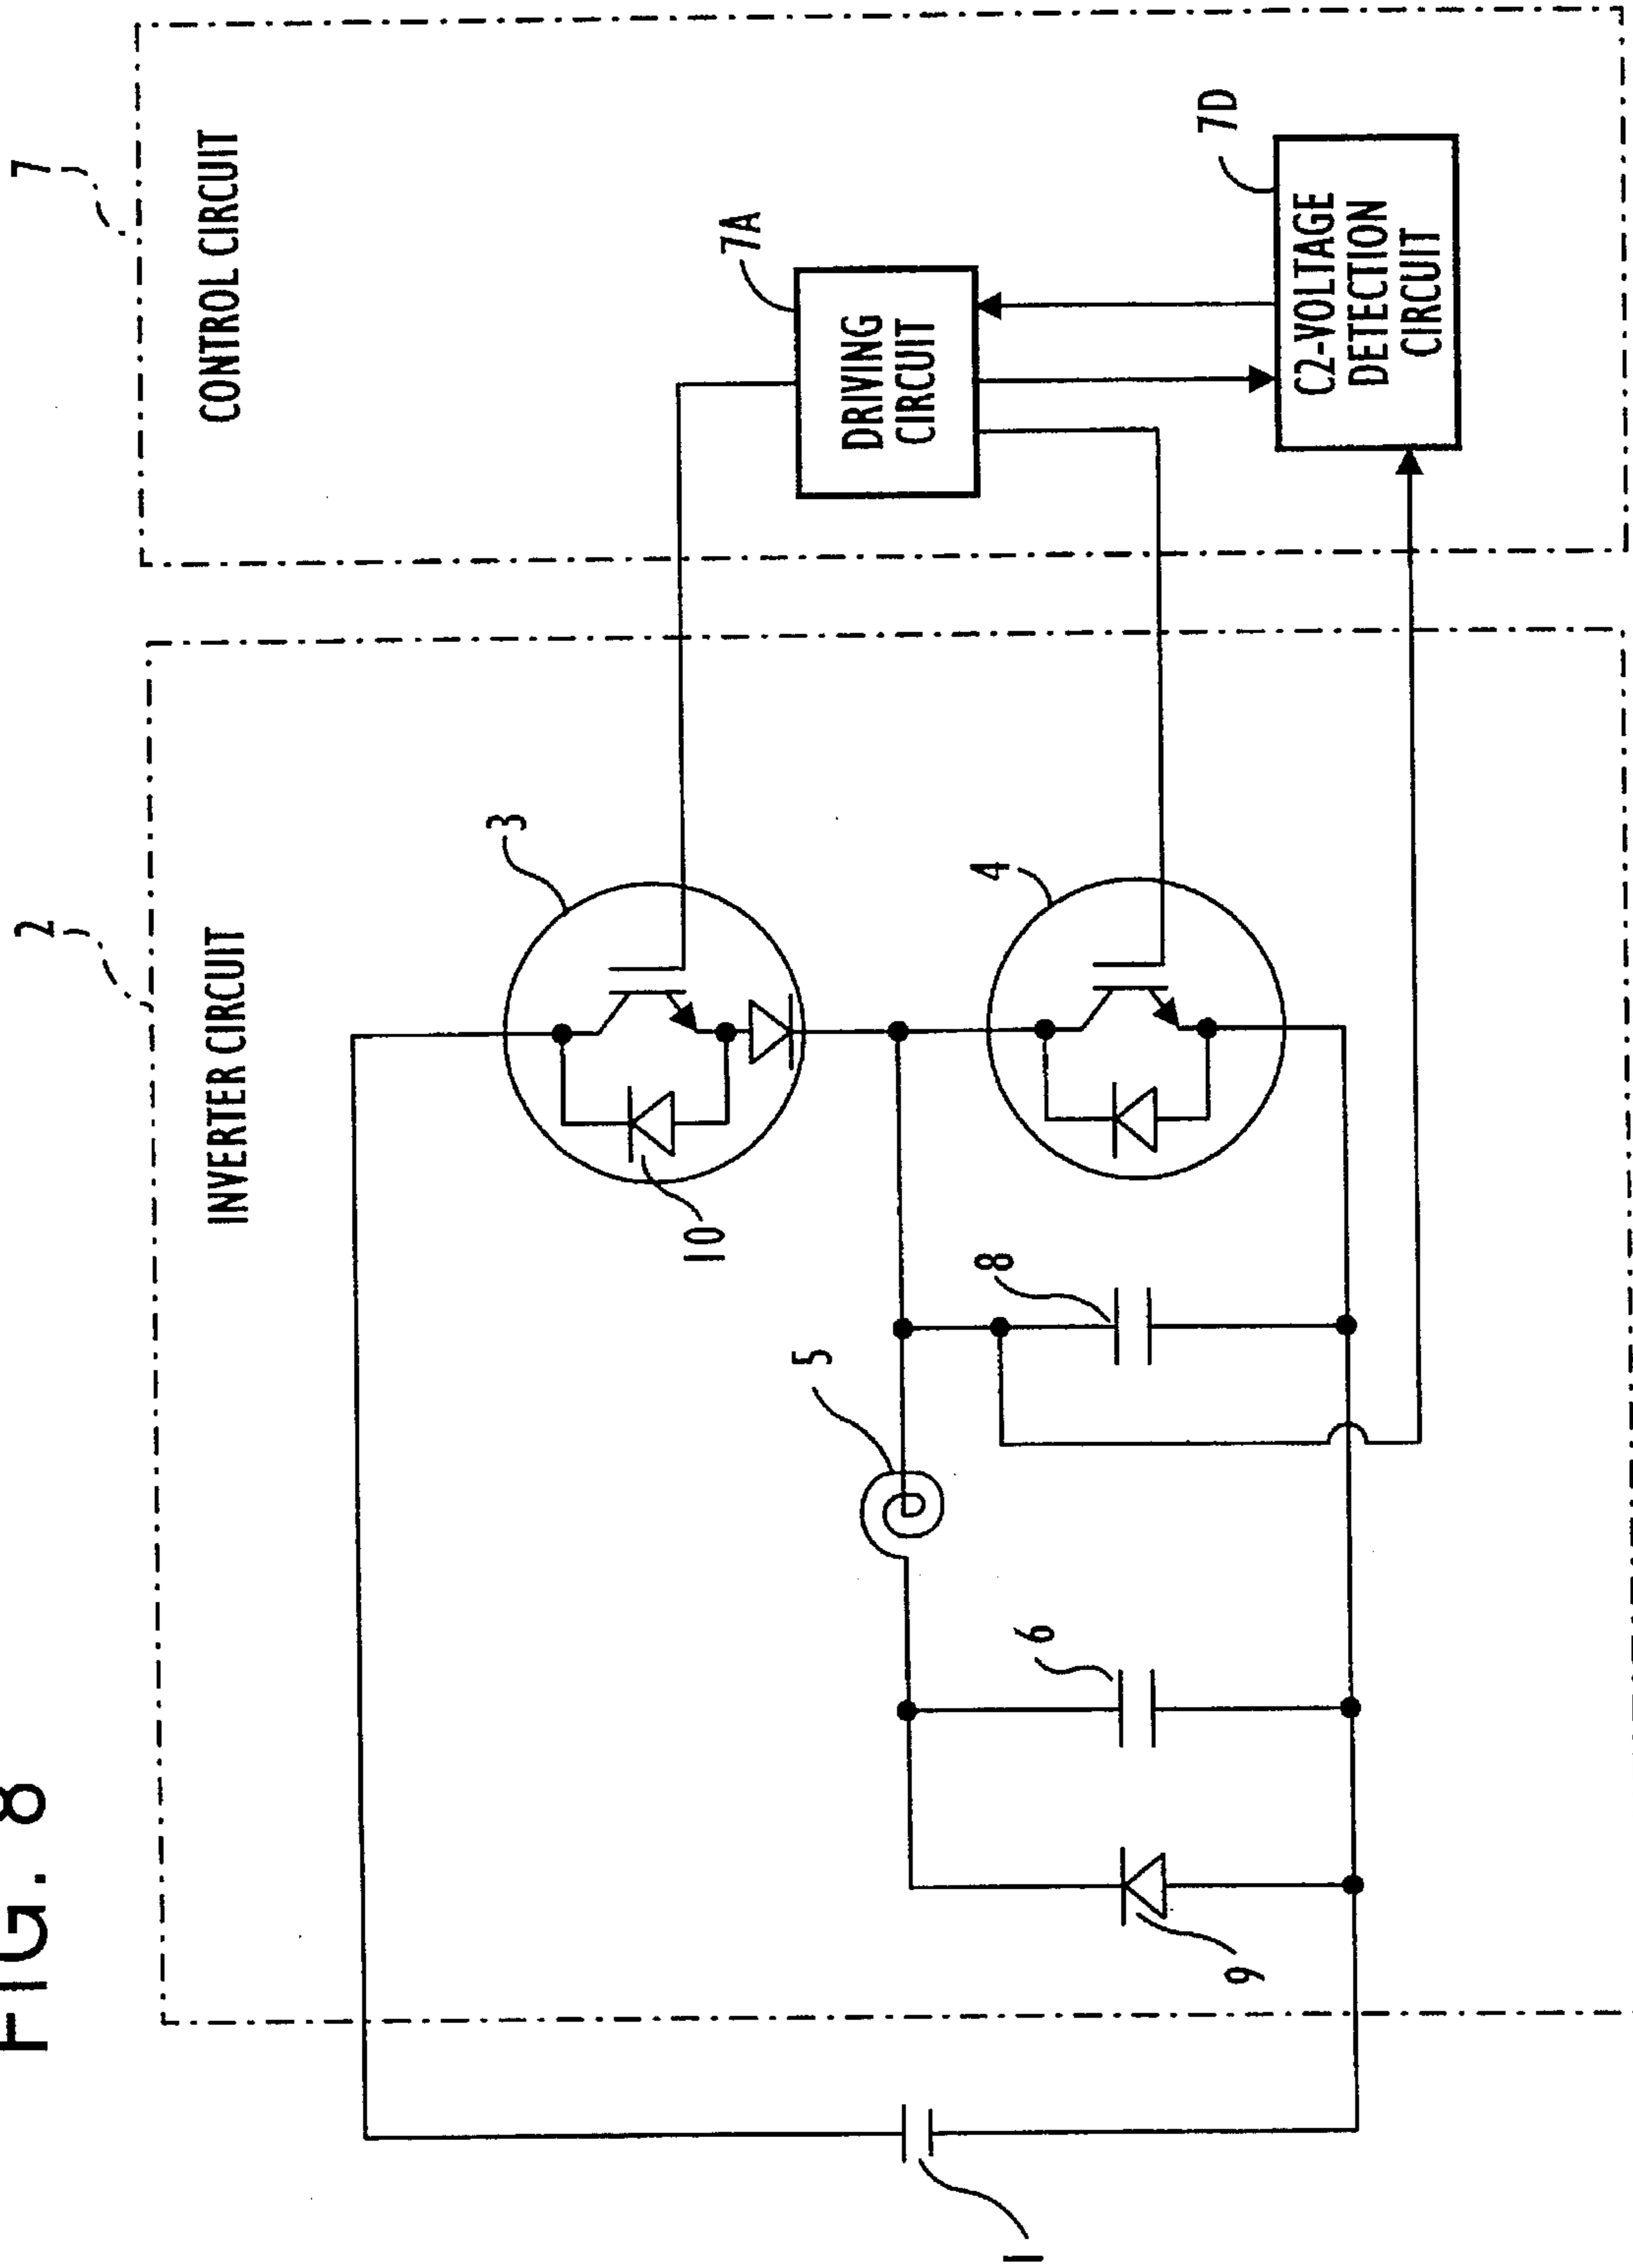 FIG. 8
2
7
INVERTER CIRCUIT
CONTROL CIRCUIT
3
10
7A
DRIVING
CIRCUIT
5
4
8
6
9
1
7D
C2-VOLTAGE
DETECTION
CIRCUIT